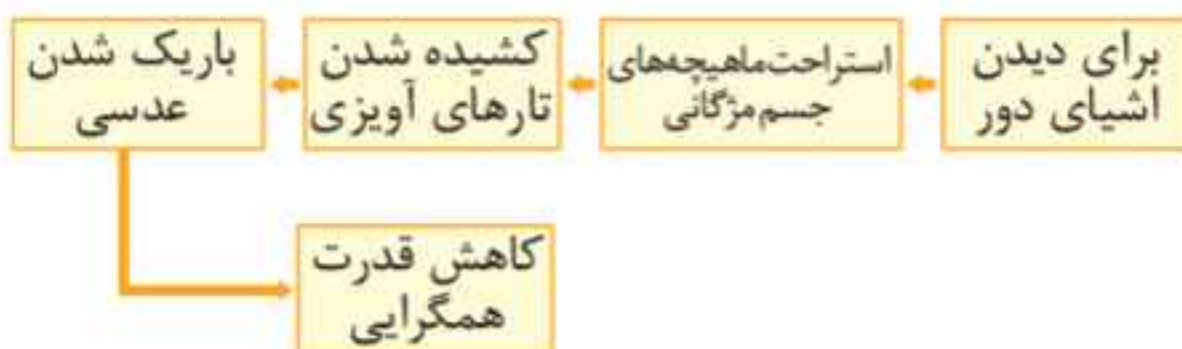 برای دیدن
اشیای دور
استراحت ماهیچه‌های
جسم مژگانی
کشیده شدن
تارهای آویزی
باریک شدن
عدسی
کاهش قدرت
همگرایی